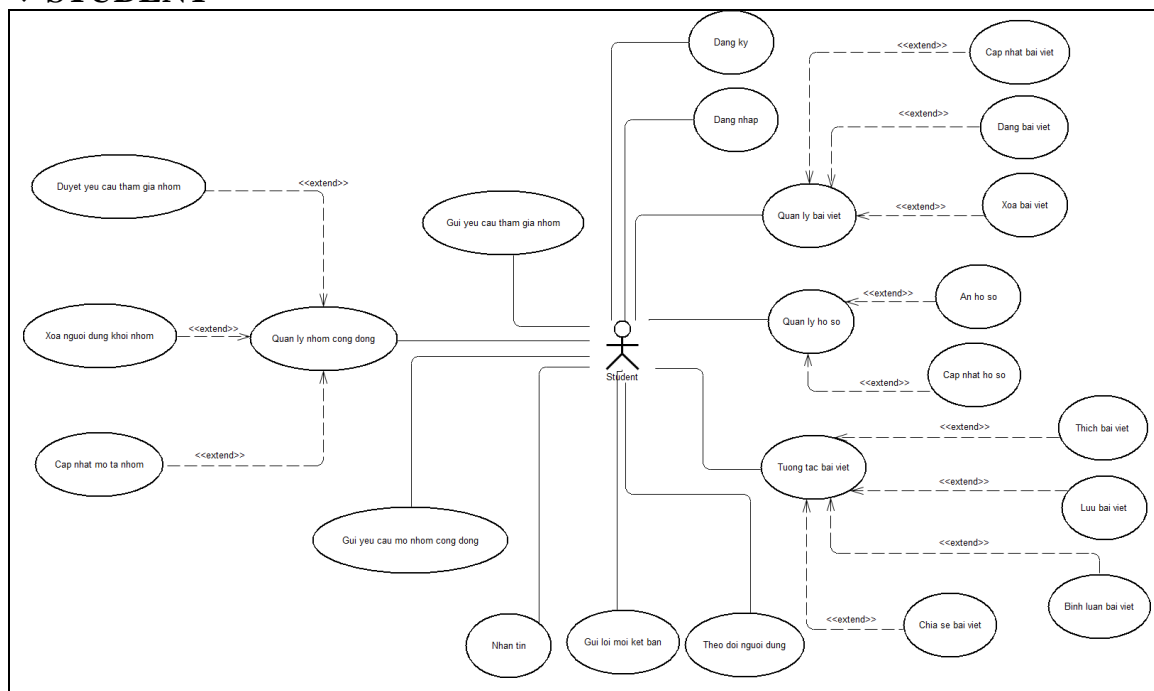 STUDENT
Dang ky
<<extend>>
Cap nhat bai viet
Dang nhap
<<extend>>
Dang bai viet
Duyet yeu cau tham gia nhom
<<extend>>
Gui yeu cau tham gia nhom
Quan ly bai viet
<<extend>>
Xoa bai viet
Xoa nguoi dung khoi nhom
<<extend>>
Quan ly nhom cong dong
Student
Quan ly ho so
<<extend>>
An ho so
<<extend>>
Cap nhat ho so
Cap nhat mo ta nhom
<<extend>>
Tuong tac bai viet
<<extend>>
Thich bai viet
<<extend>>
Luu bai viet
Gui yeu cau mo nhom cong dong
<<extend>>
Binh luan bai viet
Nhan tin
Gui loi moi ket ban
Theo doi nguoi dung
<<extend>>
Chia se bai viet